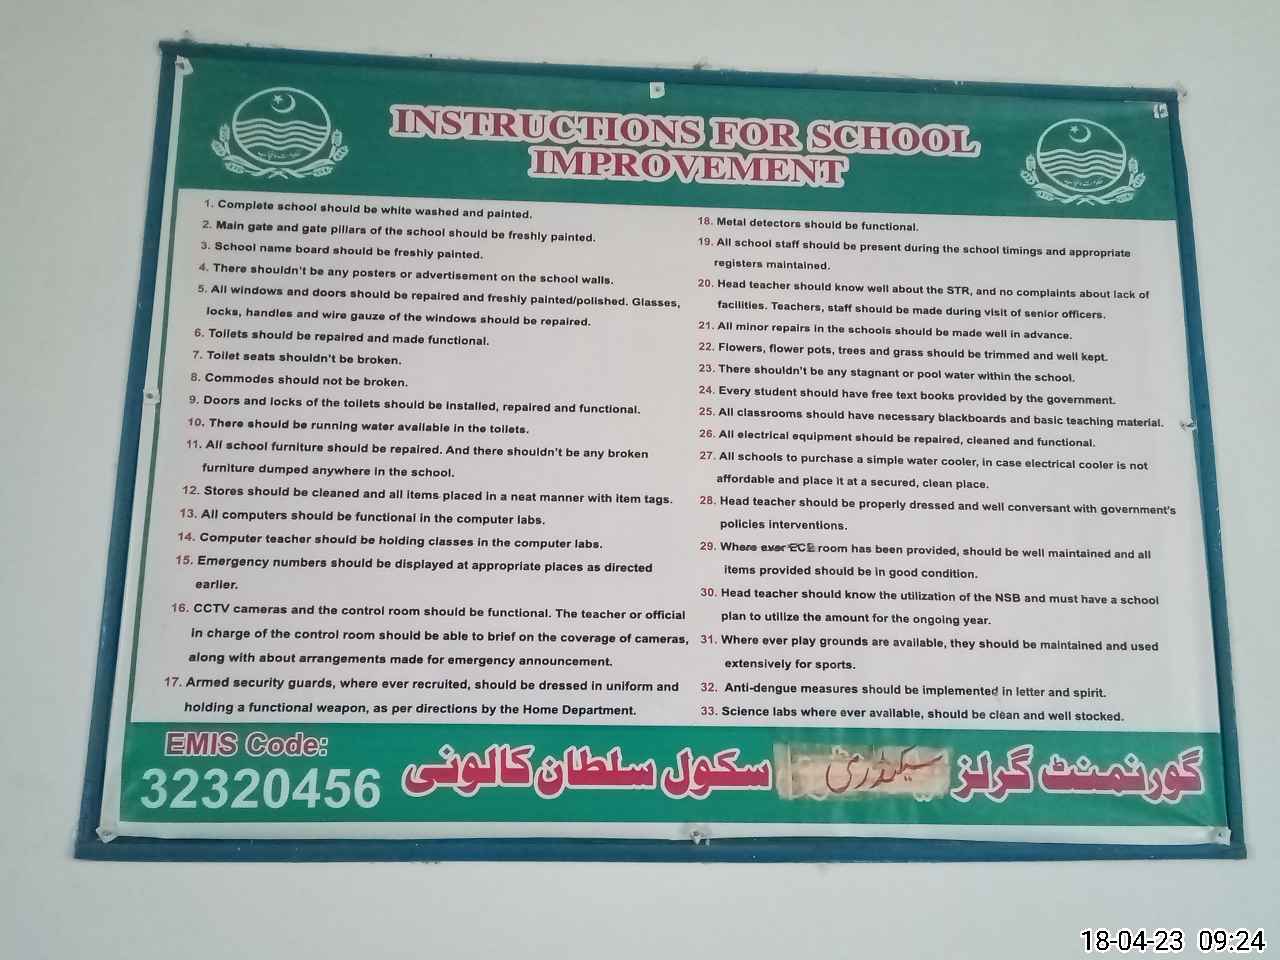 INSTRUCTIONS FOR SCHOOL
IMPROVEMENT
1. Complete school should be white washed and painted.
2. Main gate and gate pillars of the school should be freshly painted.
3. School name board should be freshly painted.
4. There shouldn't be any posters or advertisement on the school walls.
5. All windows and doors should be repaired and freshly painted/polished. Glasses,
locks, handles and wire gauze of the windows should be repaired.
6. Toilets should be repaired and made functional.
7. Toilet seats shouldn't be broken.
8. Commodes should not be broken.
9. Doors and locks of the toilets should be installed, repaired and functional.
10. There should be running water available in the toilets.
11. All school furniture should be repaired. And there shouldn't be any broken
furniture dumped anywhere in the school.
12. Stores should be cleaned and all items placed in a neat manner with item tags.
13. All computers should be functional in the computer labs.
14. Computer teacher should be holding classes in the computer labs.
15. Emergency numbers should be displayed at appropriate places as directed
earlier.
16. CCTV cameras and the control room should be functional. The teacher or official
in charge of the control room should be able to brief on the coverage of cameras,
along with about arrangements made for emergency announcement.
17. Armed security guards, where ever recruited, should be dressed in uniform and
holding a functional weapon, as per directions by the Home Department.
18. Metal detectors should be functional.
19. All school staff should be present during the school timings and appropriate
registers maintained.
20. Head teacher should know well about the STR, and no complaints about lack of
facilities. Teachers, staff should be made during visit of senior officers.
21. All minor repairs in the schools should be made well in advance.
22. Flowers, flower pots, trees and grass should be trimmed and well kept.
23. There shouldn't be any stagnant or pool water within the school.
24. Every student should have free text books provided by the government.
25. All classrooms should have necessary blackboards and basic teaching material.
26. All electrical equipment should be repaired, cleaned and functional.
27. All schools to purchase a simple water cooler, in case electrical cooler is not
affordable and place it at a secured, clean place.
28. Head teacher should be properly dressed and well conversant with government's
policies interventions.
29. Where ever ECE room has been provided, should be well maintained and all
items provided should be in good condition.
30. Head teacher should know the utilization of the NSB and must have a school
plan to utilize the amount for the ongoing year.
31. Where ever play grounds are available, they should be maintained and used
extensively for sports.
32. Anti-dengue measures should be implemented in letter and spirit.
33. Science labs where ever available, should be clean and well stocked.
EMIS Code:
32320456
گورنمنٹ گرلز سیکنڈری سکول سلطان کالونی
18-04-23 09:24